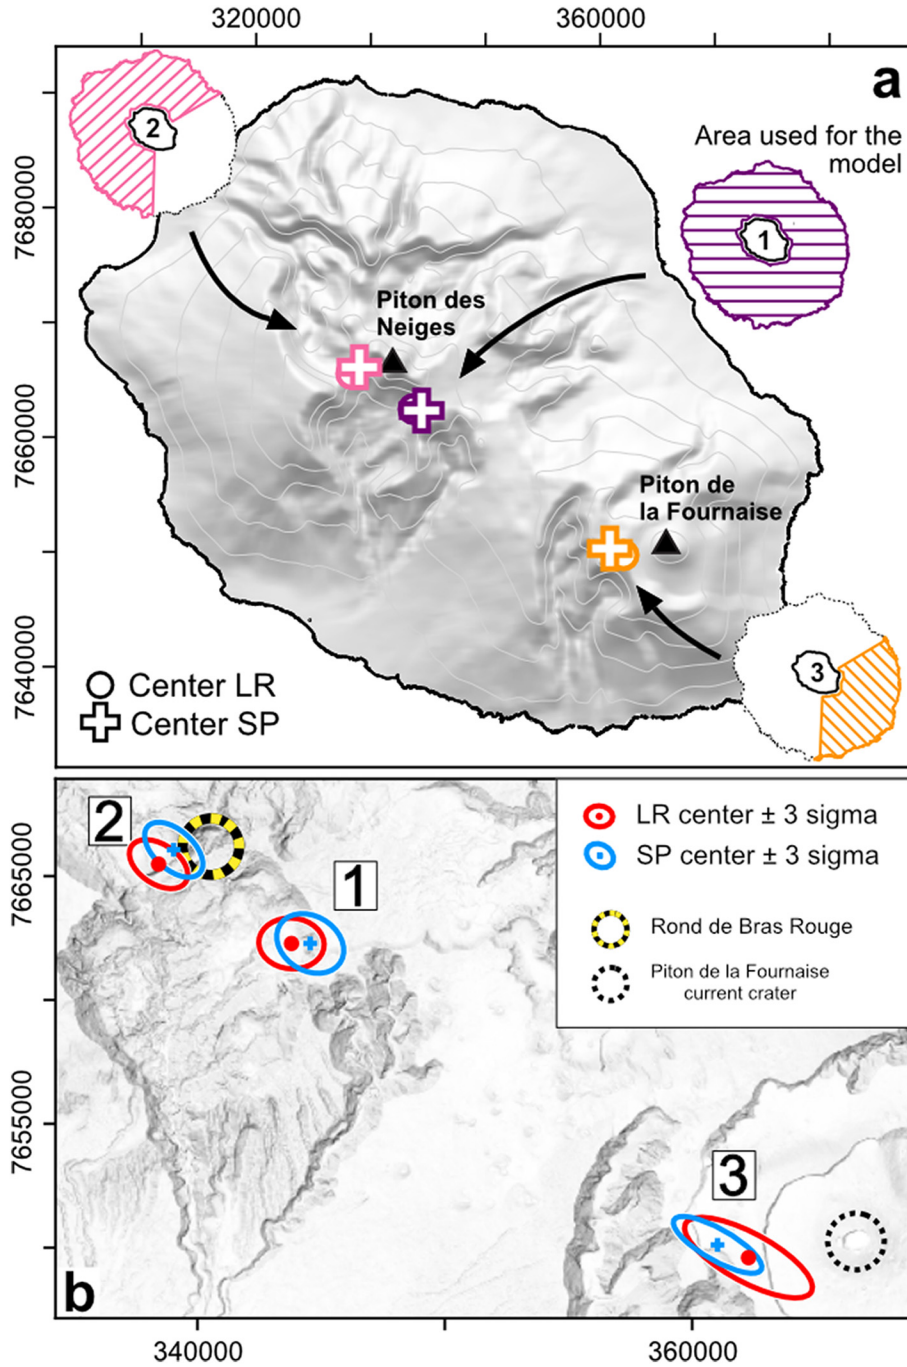 320000
360000
a
2
Area used for the
model
1
7680000
Piton des
Neiges
7660000
Piton de
la Fournaise
7640000
3
Center LR
Center SP
2
LR center ± 3 sigma
SP center ± 3 sigma
1
7665000
Rond de Bras Rouge
Piton de la Fournaise
current crater
7655000
3
b
340000
360000